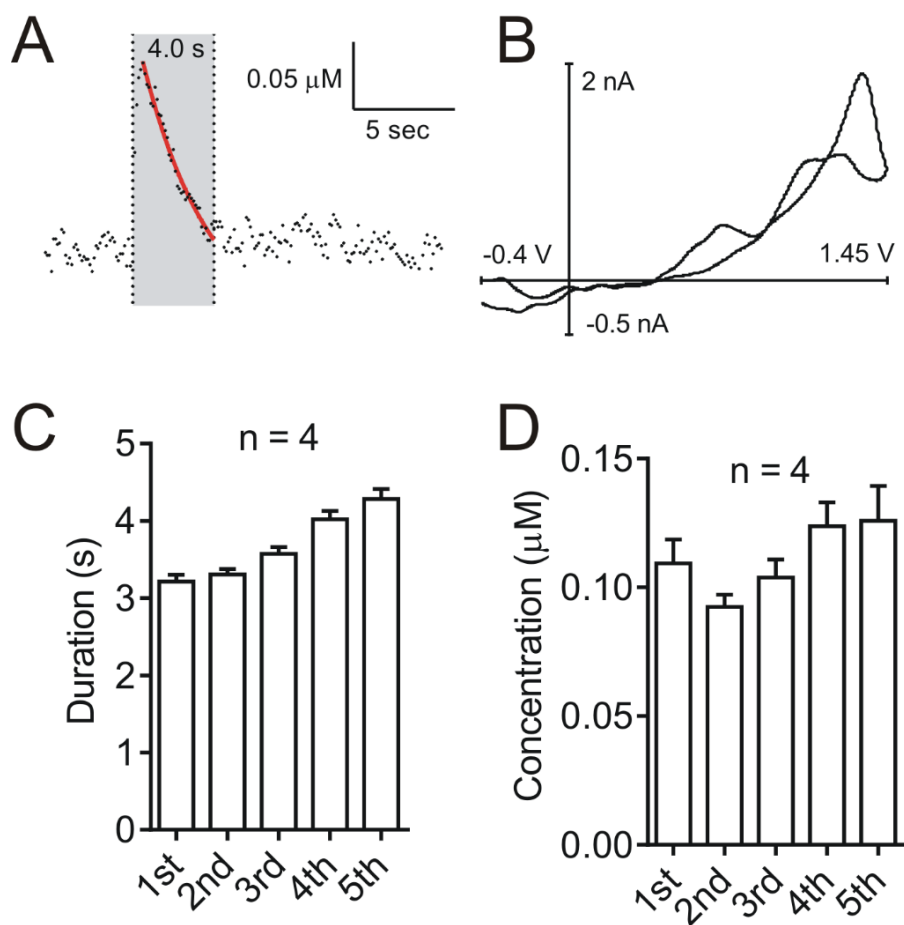 A
4.0 s
0.05 μM
5 sec
B
2 nA
-0.4 V
1.45 V
-0.5 nA
C
n = 4
Duration (s)
5
4
3
2
1
0
1st
2nd
3rd
4th
5th
D
n = 4
Concentration (μM)
0.15
0.10
0.05
0.00
1st
2nd
3rd
4th
5th